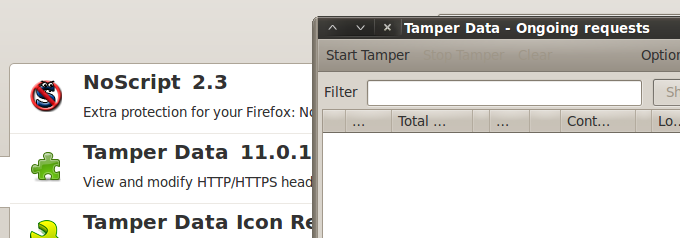 NoScript 2.3
Extra protection for your Firefox: No
Tamper Data 11.0.1
View and modify HTTP/HTTPS head
Tamper Data Icon Re
Tamper Data - Ongoing requests
Start Tamper Stop Tamper Clear Option
Filter Sh
... Total ... ... Cont... Lo...